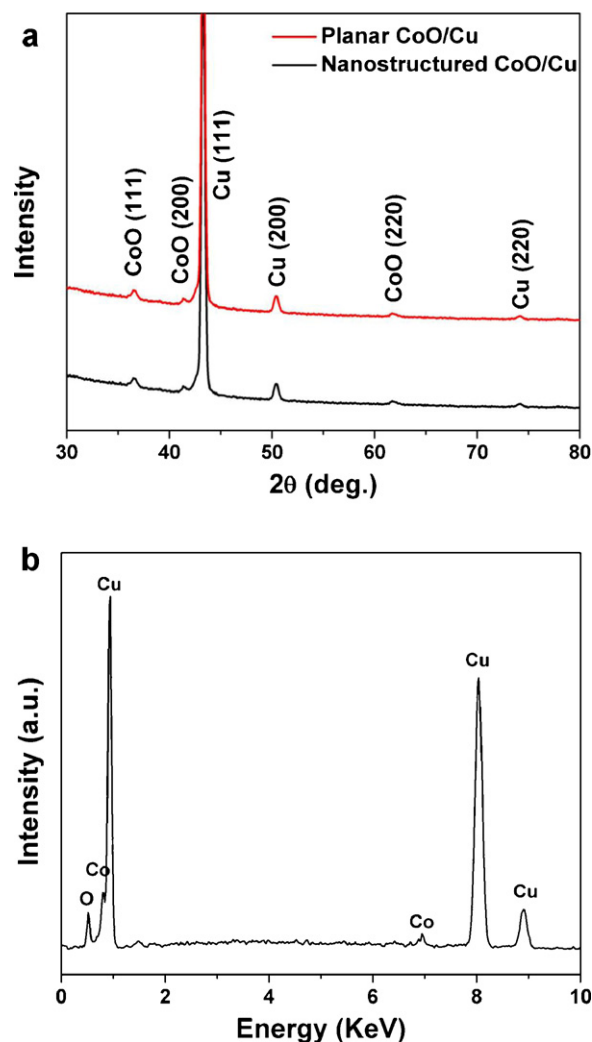 a
Planar CoO/Cu
Nanostructured CoO/Cu
CoO (111)
CoO (200)
Cu (111)
Cu (200)
CoO (220)
Cu (220)
Intensity
30 40 50 60 70 80
2θ (deg.)
b
Cu
Cu
Co
O
Co
Cu
Intensity (a.u.)
0 2 4 6 8 10
Energy (KeV)